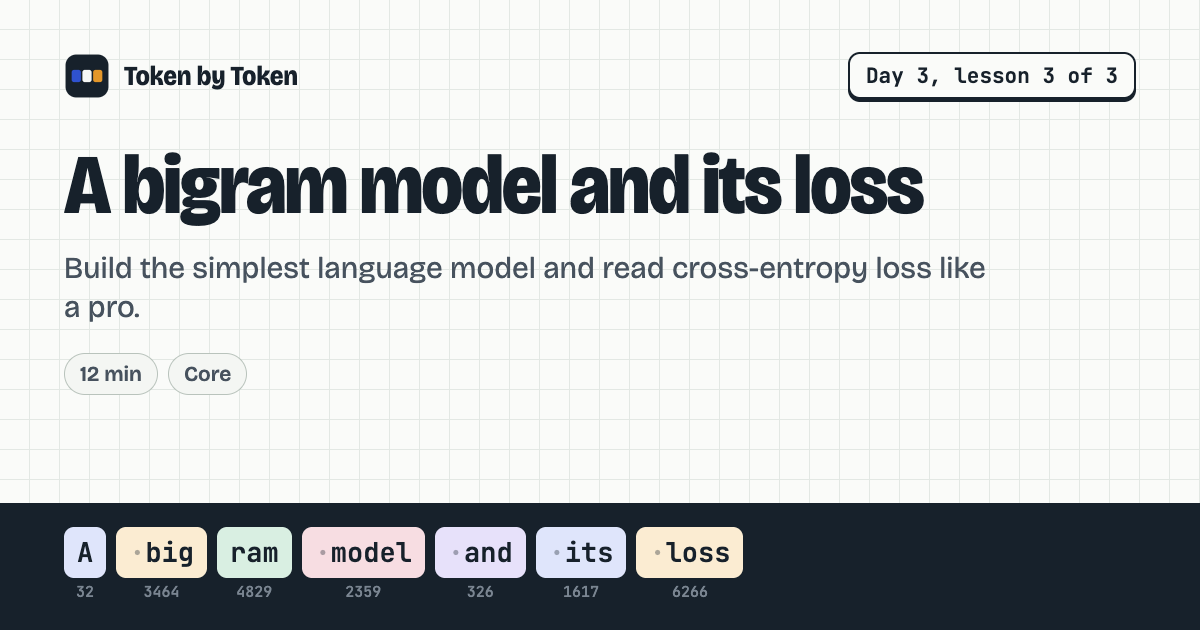 Token by Token
Day 3, lesson 3 of 3
A bigram model and its loss
Build the simplest language model and read cross-entropy loss like
a pro.
12 min
Core
A ·big ram ·model ·and ·its ·loss
32 3464 4829 2359 326 1617 6266